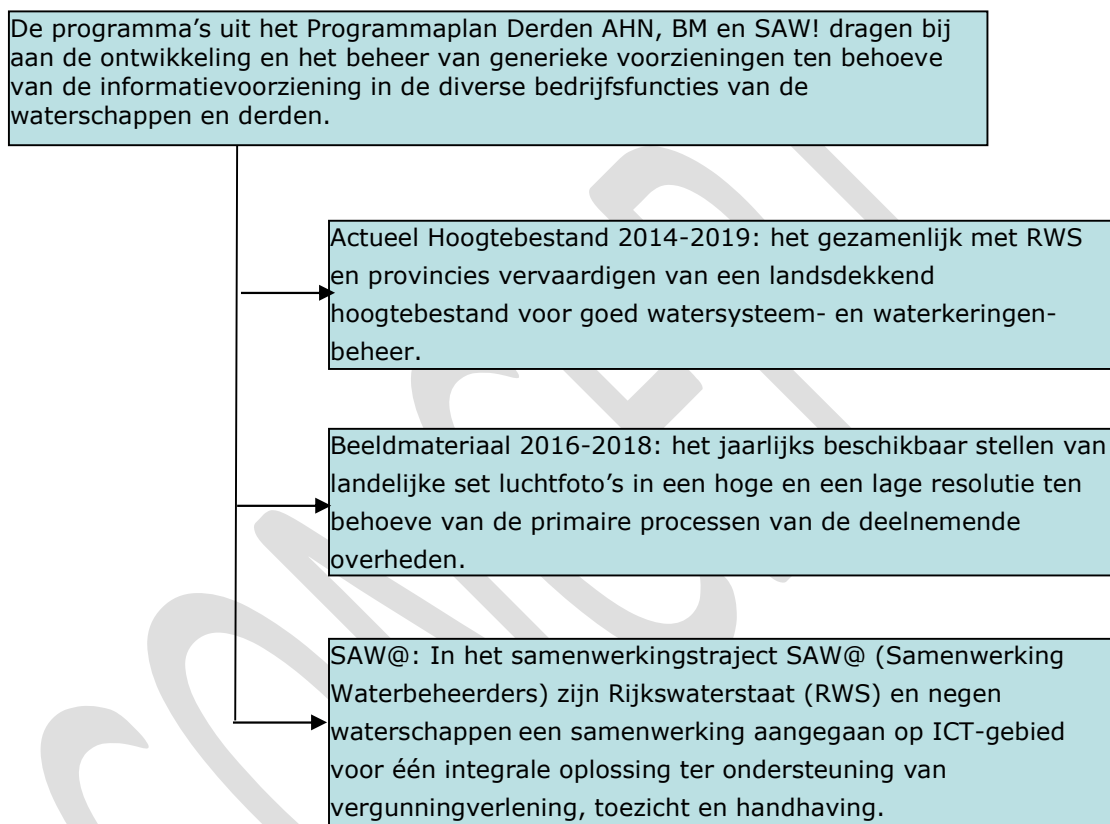 De programma’s uit het Programmaplan Derden AHN, BM en SAW! dragen bij
aan de ontwikkeling en het beheer van generieke voorzieningen ten behoeve
van de informatievoorziening in de diverse bedrijfsfuncties van de
waterschappen en derden.
Actueel Hoogtebestand 2014-2019: het gezamenlijk met RWS
en provincies vervaardigen van een landsdekkend
hoogtebestand voor goed watersysteem- en waterkeringen-
beheer.
Beeldmateriaal 2016-2018: het jaarlijks beschikbaar stellen van
landelijke set luchtfoto’s in een hoge en een lage resolutie ten
behoeve van de primaire processen van de deelnemende
overheden.
SAW@: In het samenwerkingstraject SAW@ (Samenwerking
Waterbeheerders) zijn Rijkswaterstaat (RWS) en negen
waterschappen een samenwerking aangegaan op ICT-gebied
voor één integrale oplossing ter ondersteuning van
vergunningverlening, toezicht en handhaving.
CONCEPT